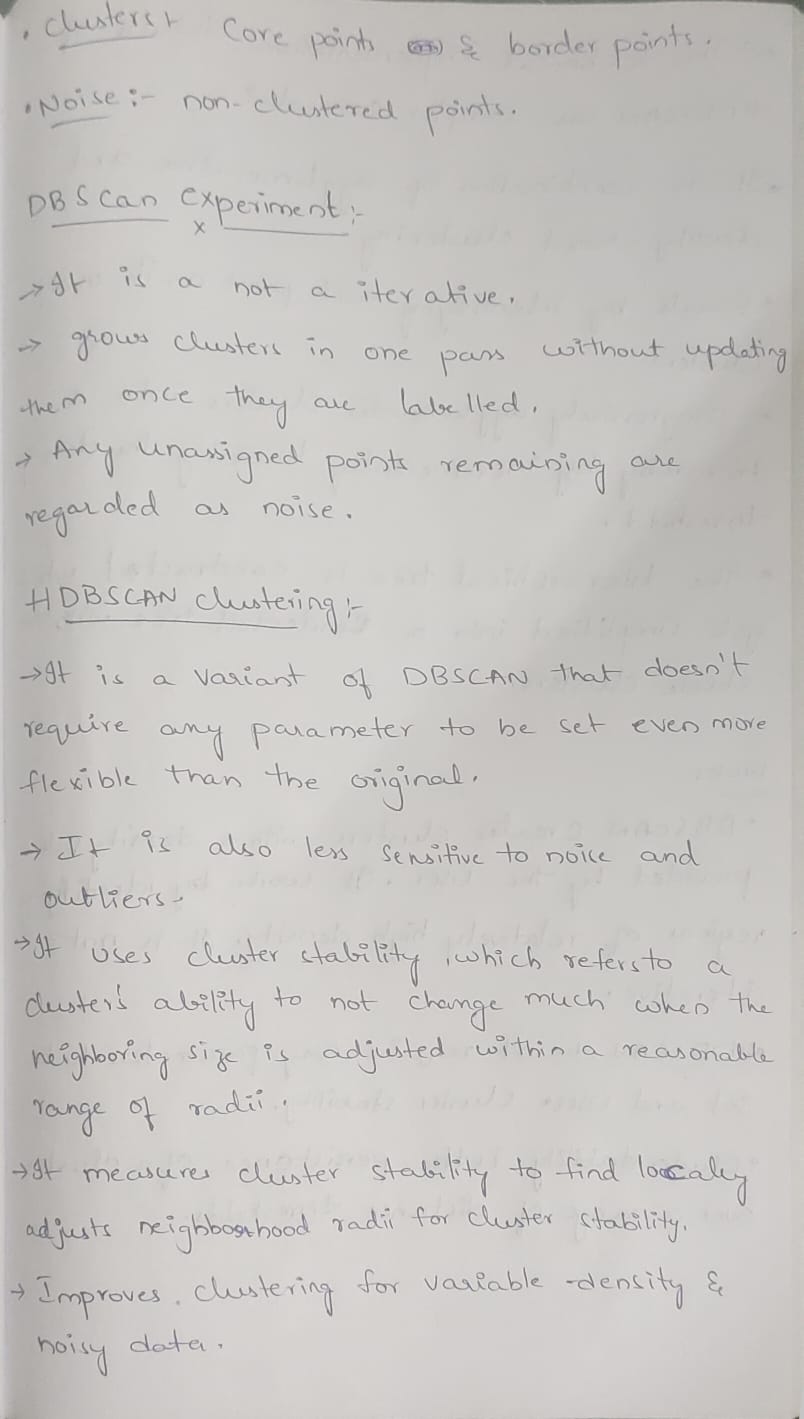 • Clusters:- Core points & border points.
• Noise :- non-clustered points.
DBScan experiment :-
x
→ It is a not a iterative.
→ grows clusters in one pass without updating
them once they are labelled.
→ Any unassigned points remaining are
regarded as noise.
HDBSCAN clustering :-
→ It is a variant of DBSCAN that doesn't
require any parameter to be set even more
flexible than the original.
→ It is also less sensitive to noise and
outliers.
→ It uses cluster stability, which refers to a
cluster's ability to not change much when the
neighboring size is adjusted within a reasonable
range of radii.
→ It measures cluster stability to find locally
adjusts neighborhood radii for cluster stability.
→ Improves. clustering for variable-density &
noisy data.